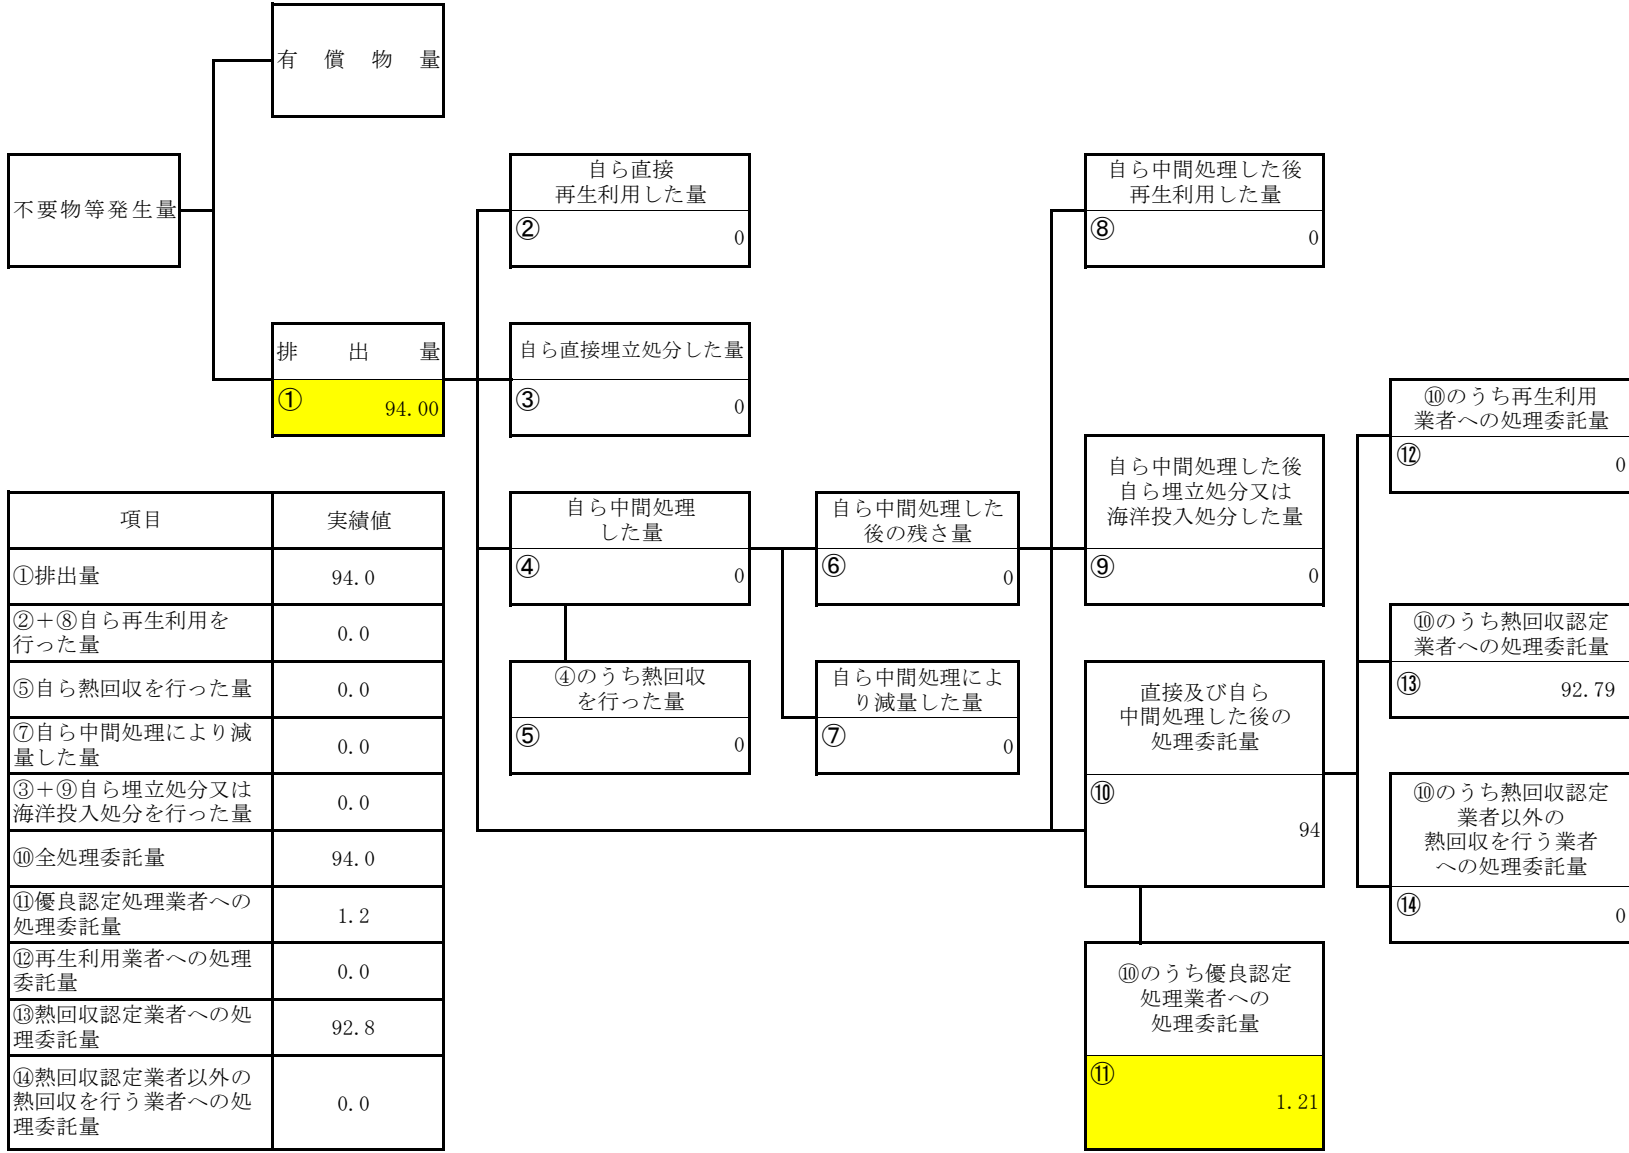 有償物量
不要物等発生量
自ら直接
再生利用した量
② 0
自ら中間処理した後
再生利用した量
⑧ 0
排出量
① 94.00
自ら直接埋立処分した量
③ 0
⑩のうち再生利用
業者への処理委託量
⑫ 0
自ら中間処理
した量
④ 0
自ら中間処理した
後の残さ量
⑥ 0
自ら中間処理した後
自ら埋立処分又は
海洋投入処分した量
⑨ 0
⑩のうち熱回収認定
業者への処理委託量
⑬ 92.79
④のうち熱回収
を行った量
⑤ 0
自ら中間処理によ
り減量した量
⑦ 0
直接及び自ら
中間処理した後の
処理委託量
⑩
94
⑩のうち熱回収認定
業者以外の
熱回収を行う業者
への処理委託量
⑭ 0
⑩のうち優良認定
処理業者への
処理委託量
⑪
1.21
項目 実績値
①排出量 94.0
②+⑧自ら再生利用を
行った量 0.0
⑤自ら熱回収を行った量 0.0
⑦自ら中間処理により減
量した量 0.0
③+⑨自ら埋立処分又は
海洋投入処分を行った量 0.0
⑩全処理委託量 94.0
⑪優良認定処理業者への
処理委託量 1.2
⑫再生利用業者への処理
委託量 0.0
⑬熱回収認定業者への処
理委託量 92.8
⑭熱回収認定業者以外の
熱回収を行う業者への処
理委託量 0.0